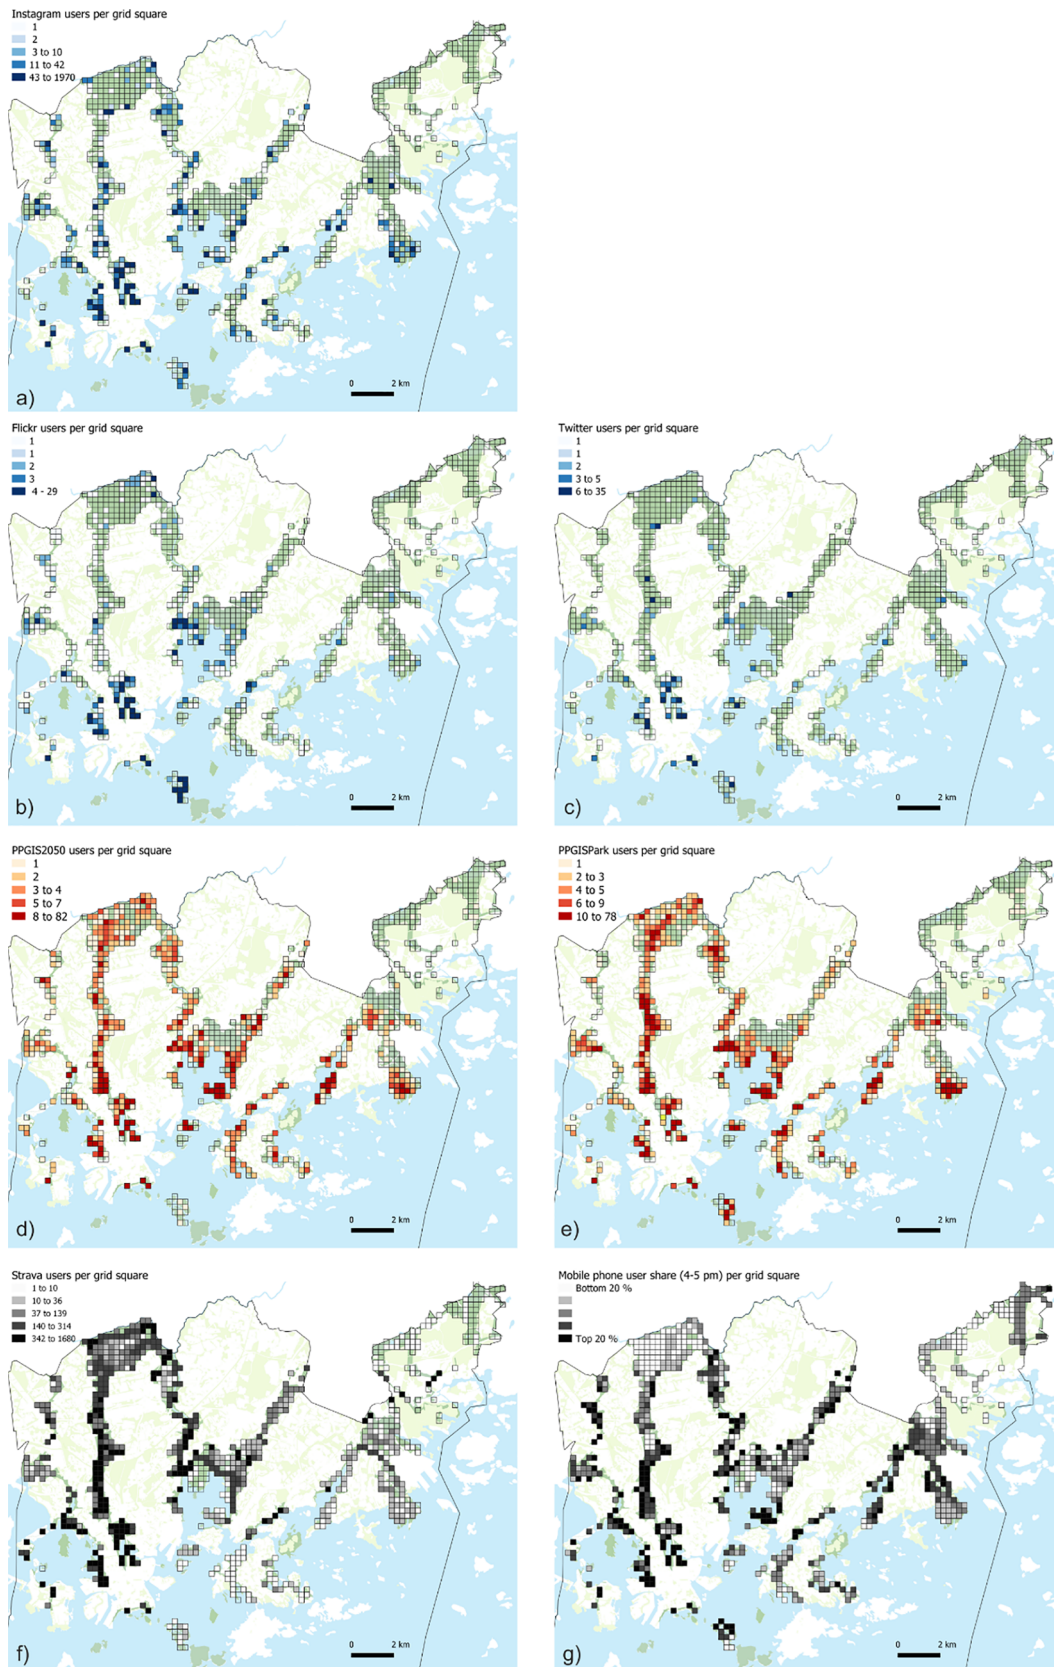 Instagram users per grid square
1
2
3 to 10
11 to 42
43 to 1970
0 2 km
a)
Flickr users per grid square
1
1
2
3
4 - 29
0 2 km
b)
Twitter users per grid square
1
1
2
3 to 5
6 to 35
0 2 km
c)
PPGIS2050 users per grid square
1
2
3 to 4
5 to 7
8 to 82
0 2 km
d)
PPGISPark users per grid square
1
2 to 3
4 to 5
6 to 9
10 to 78
0 2 km
e)
Strava users per grid square
1 to 10
10 to 36
37 to 139
140 to 314
342 to 1680
0 2 km
f)
Mobile phone user share (4-5 pm) per grid square
Bottom 20 %
Top 20 %
0 2 km
g)